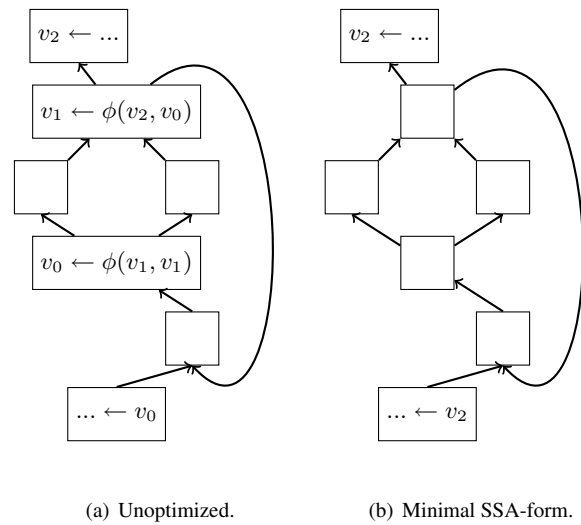 v₂ ← ... v₂ ← ...
v₁ ← ϕ(v₂, v₀)
v₀ ← ϕ(v₁, v₁)
... ← v₀ ... ← v₂
(a) Unoptimized. (b) Minimal SSA-form.